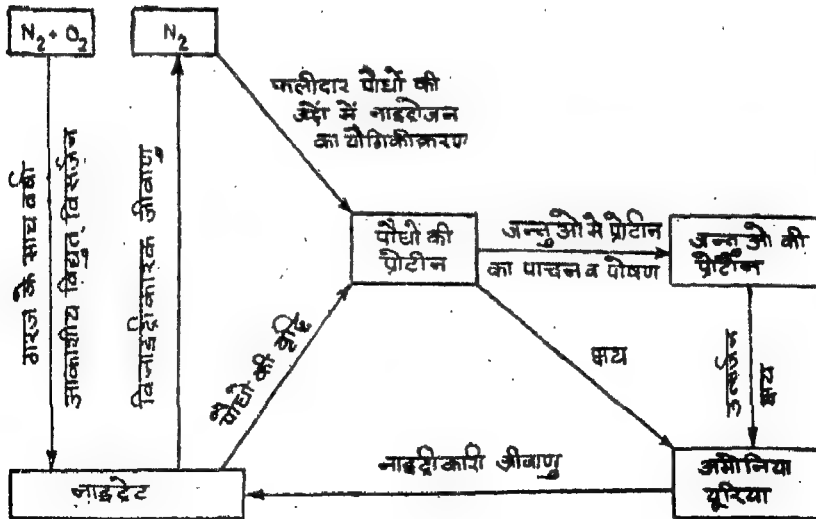 N₂+ O₂
N₂
फलीदार पौधों की
जड़ों में नाइट्रोजन
का यौगिकीकरण
गरज के साथ वर्षा
आकाशीय विद्युत विसर्जन
विनाईट्रीकारक जीवाणु
पौधों की
प्रोटीन
जन्तुओं मे प्रोटीन
का पाचन व पोषण
जन्तुओ की
प्रोटीन
पौधों की वृद्धि
क्षय
उत्सर्जन
क्षय
नाइट्रेट
नाइट्रीकारी जीवाणु
अमोनिया
यूरिया